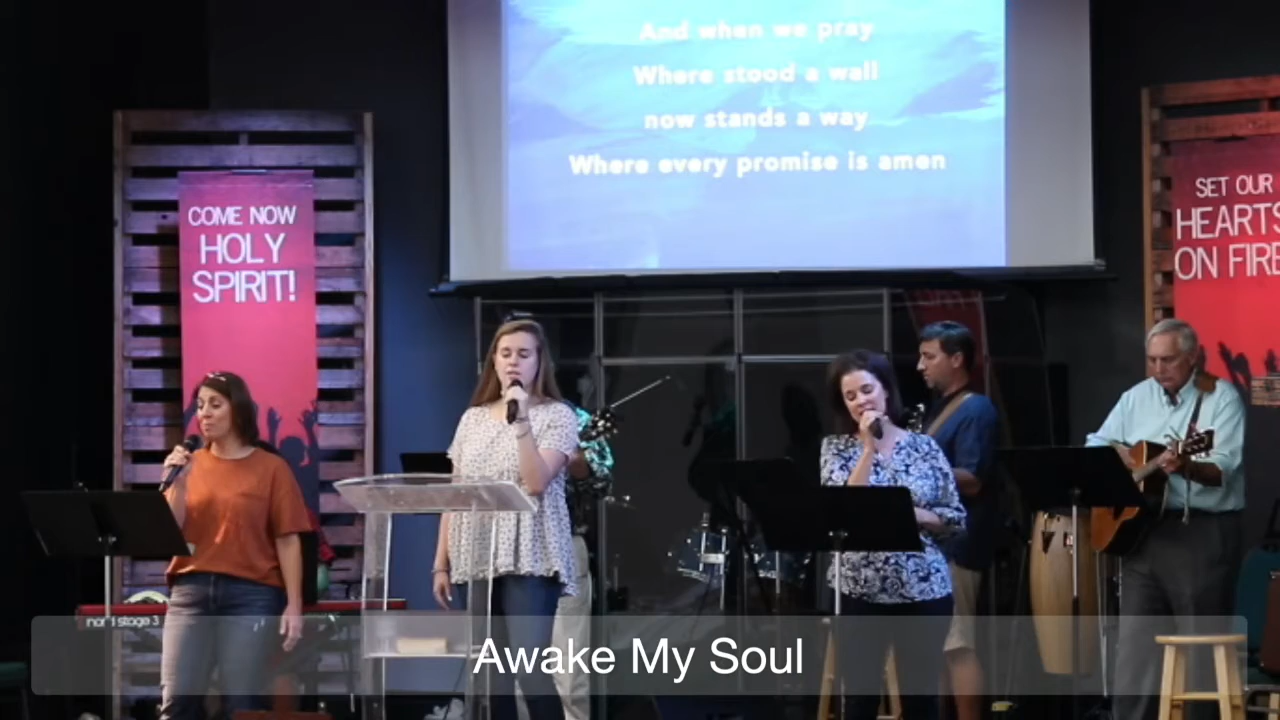 And when we pray
Where stood a wall
now stands a way
Where every promise is amen
COME NOW
HOLY
SPIRIT!
SET OUR
HEARTS
ON FIRE
nord stage 3
Awake My Soul